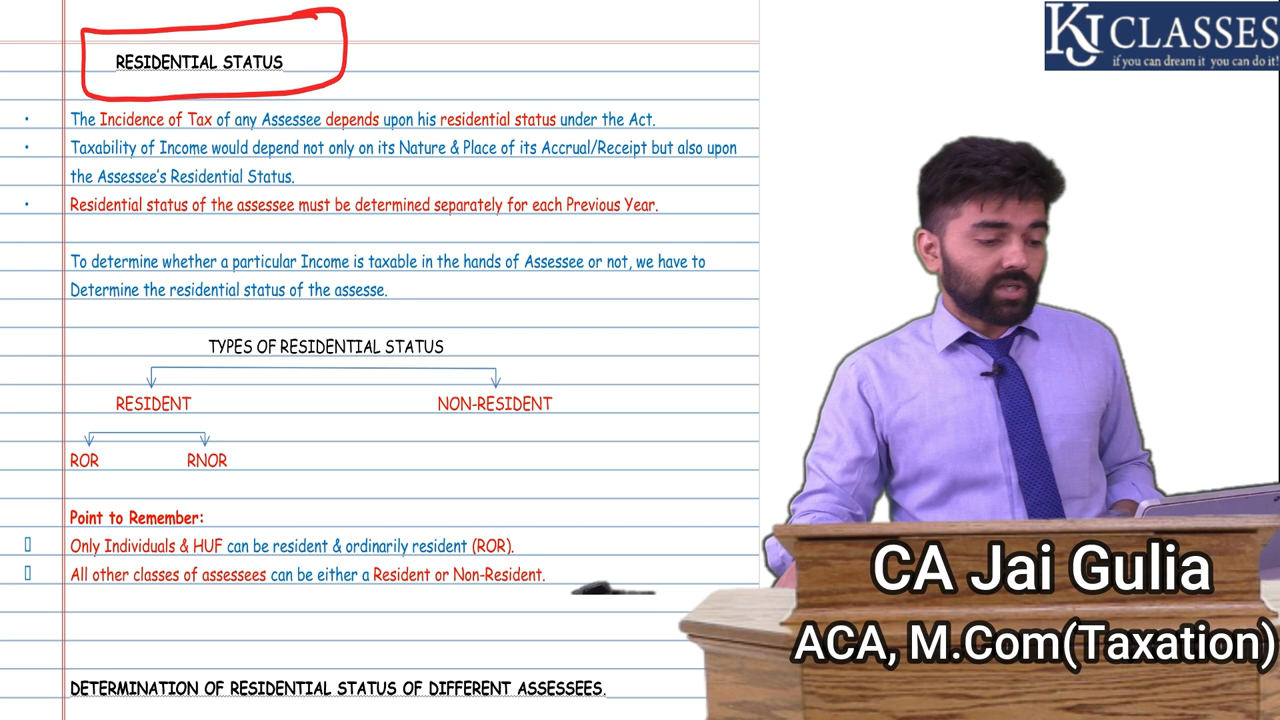 RESIDENTIAL STATUS
KJ CLASSES
if you can dream it you can do it!
• The Incidence of Tax of any Assessee depends upon his residential status under the Act.
• Taxability of Income would depend not only on its Nature & Place of its Accrual/Receipt but also upon
the Assessee's Residential Status.
• Residential status of the assessee must be determined separately for each Previous Year.
To determine whether a particular Income is taxable in the hands of Assessee or not, we have to
Determine the residential status of the assesse.
TYPES OF RESIDENTIAL STATUS
RESIDENT NON-RESIDENT
ROR RNOR
Point to Remember:
Only Individuals & HUF can be resident & ordinarily resident (ROR).
All other classes of assessees can be either a Resident or Non-Resident.
DETERMINATION OF RESIDENTIAL STATUS OF DIFFERENT ASSESSEES.
CA Jai Gulia
ACA, M.Com(Taxation)